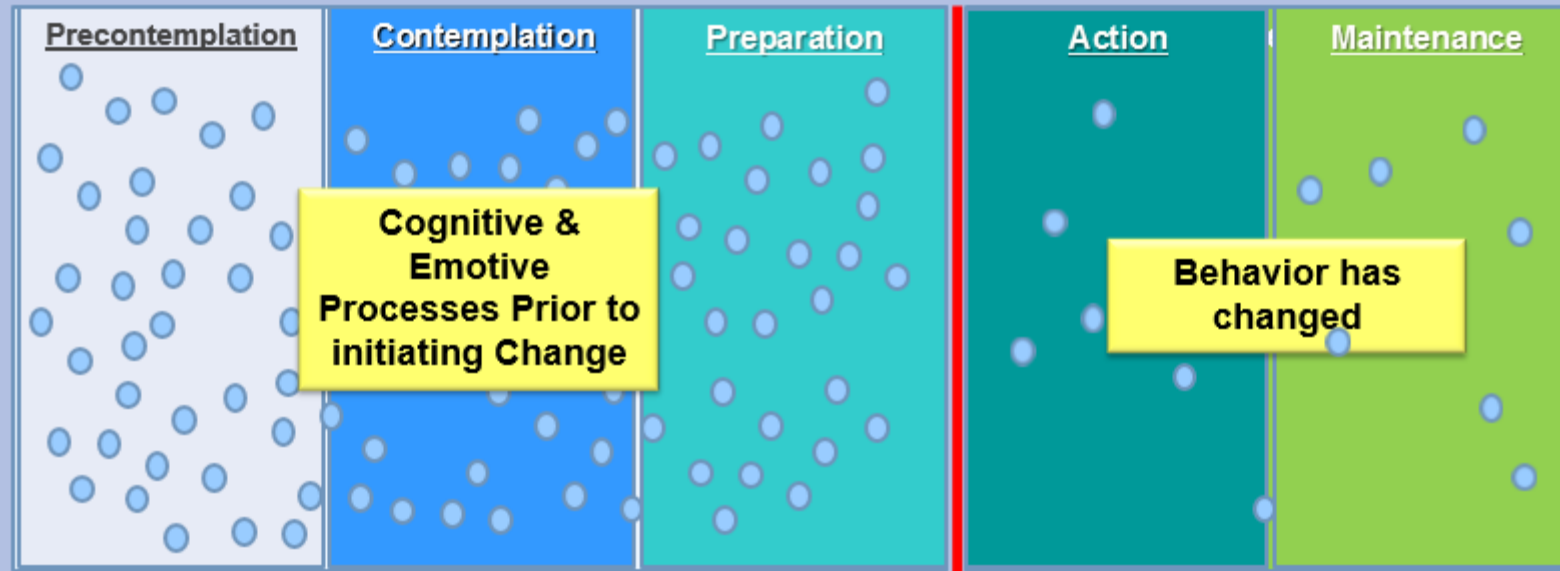 Precontemplation
Contemplation
Preparation
Action
Maintenance
Cognitive &
Emotive
Processes Prior to
initiating Change
Behavior has
changed